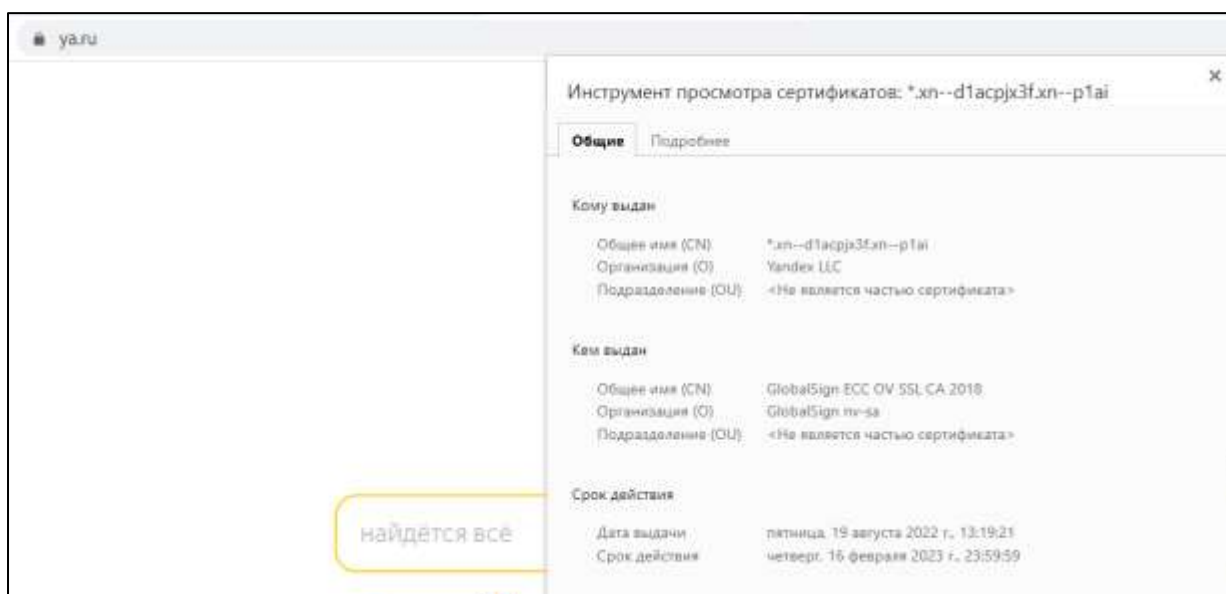 ya.ru
Инструмент просмотра сертификатов: *.xn--d1acpjx3f.xn--p1ai
Общие Подробнее
Кому выдан
Общее имя (CN) *.xn--d1acpjx3f.xn--p1ai
Организация (O) Yandex LLC
Подразделение (OU) <Не является частью сертификата>
Кем выдан
Общее имя (CN) GlobalSign ECC OV SSL CA 2018
Организация (O) GlobalSign nv-sa
Подразделение (OU) <Не является частью сертификата>
Срок действия
найдётся всё
Дата выдачи пятница, 19 августа 2022 г., 13:19:21
Срок действия четверг, 16 февраля 2023 г., 23:59:59